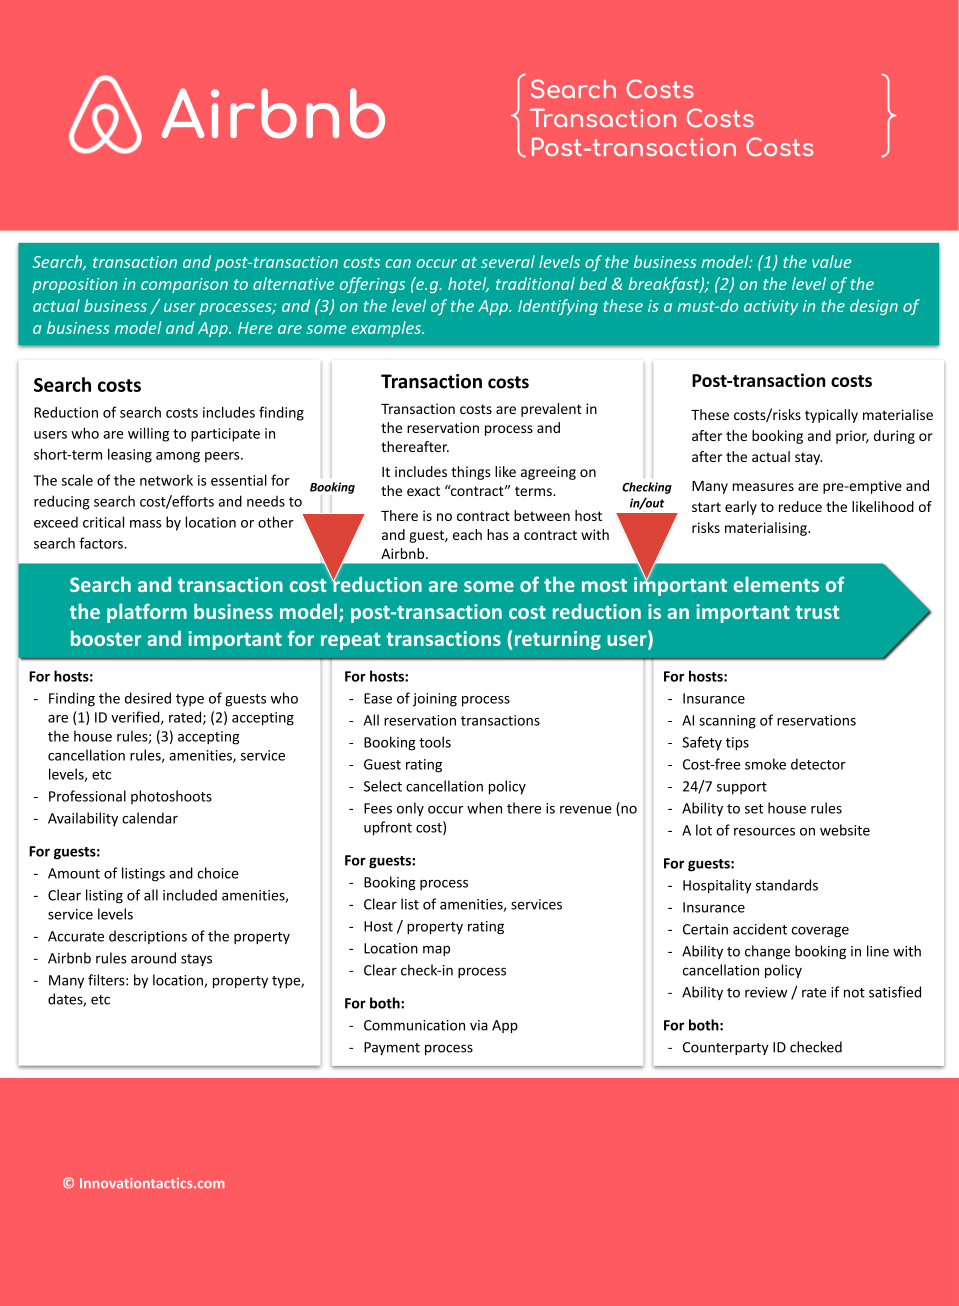 Airbnb
Search Costs
Transaction Costs
Post-transaction Costs
Search, transaction and post-transaction costs can occur at several levels of the business model: (1) the value
proposition in comparison to alternative offerings (e.g. hotel, traditional bed & breakfast); (2) on the level of the
actual business / user processes; and (3) on the level of the App. Identifying these is a must-do activity in the design of
a business model and App. Here are some examples.
Search costs
Reduction of search costs includes finding
users who are willing to participate in
short-term leasing among peers.
The scale of the network is essential for
reducing search cost/efforts and needs to
exceed critical mass by location or other
search factors.
Booking
Transaction costs
Transaction costs are prevalent in
the reservation process and
thereafter.
It includes things like agreeing on
the exact “contract” terms.
There is no contract between host
and guest, each has a contract with
Airbnb.
Checking
in/out
Post-transaction costs
These costs/risks typically materialise
after the booking and prior, during or
after the actual stay.
Many measures are pre-emptive and
start early to reduce the likelihood of
risks materialising.
Search and transaction cost reduction are some of the most important elements of
the platform business model; post-transaction cost reduction is an important trust
booster and important for repeat transactions (returning user)
For hosts:
- Finding the desired type of guests who
are (1) ID verified, rated; (2) accepting
the house rules; (3) accepting
cancellation rules, amenities, service
levels, etc
- Professional photoshoots
- Availability calendar
For guests:
- Amount of listings and choice
- Clear listing of all included amenities,
service levels
- Accurate descriptions of the property
- Airbnb rules around stays
- Many filters: by location, property type,
dates, etc
For hosts:
- Ease of joining process
- All reservation transactions
- Booking tools
- Guest rating
- Select cancellation policy
- Fees only occur when there is revenue (no
upfront cost)
For guests:
- Booking process
- Clear list of amenities, services
- Host / property rating
- Location map
- Clear check-in process
For both:
- Communication via App
- Payment process
For hosts:
- Insurance
- AI scanning of reservations
- Safety tips
- Cost-free smoke detector
- 24/7 support
- Ability to set house rules
- A lot of resources on website
For guests:
- Hospitality standards
- Insurance
- Certain accident coverage
- Ability to change booking in line with
cancellation policy
- Ability to review / rate if not satisfied
For both:
- Counterparty ID checked
© Innovationtactics.com